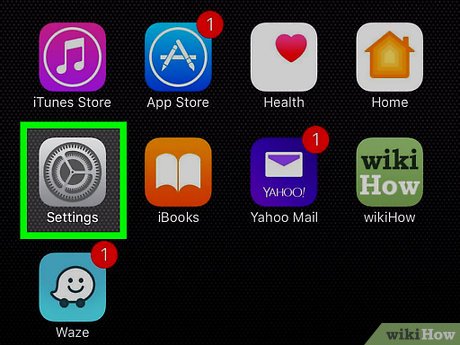 1
iTunes Store
App Store
Health
Home
1
YAHOO!
wiki
How
Settings
iBooks
Yahoo Mail
wikiHow
1
Waze
wikiHow